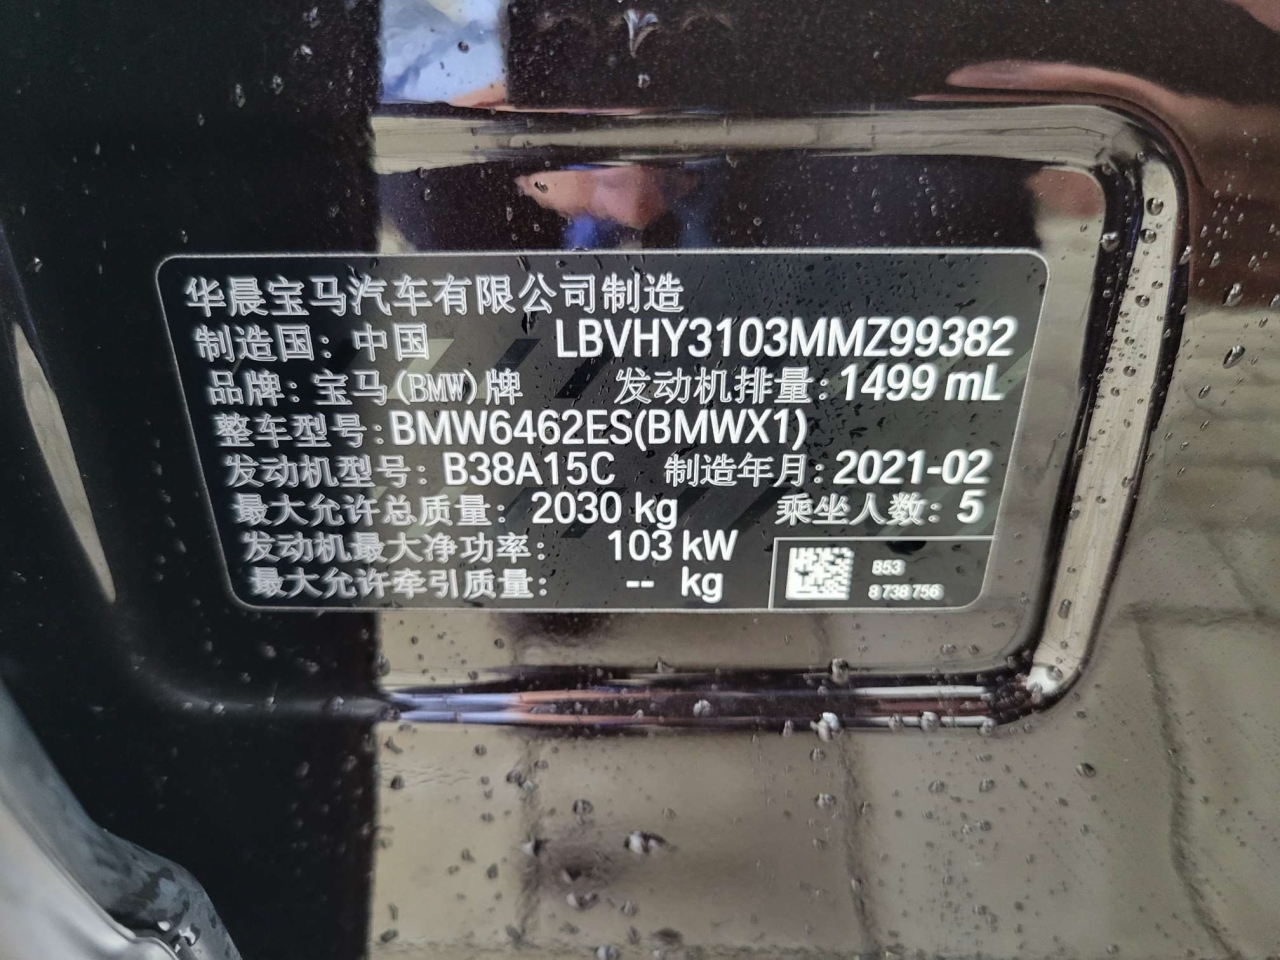 华晨宝马汽车有限公司制造
制造国：中国 LBVHY3103MMZ99382
品牌：宝马(BMW)牌 发动机排量：1499 mL
整车型号：BMW6462ES(BMWX1)
发动机型号：B38A15C 制造年月：2021-02
最大允许总质量：2030 kg 乘坐人数：5
发动机最大净功率：103 kW
最大允许牵引质量：-- kg
B53
8 738 756